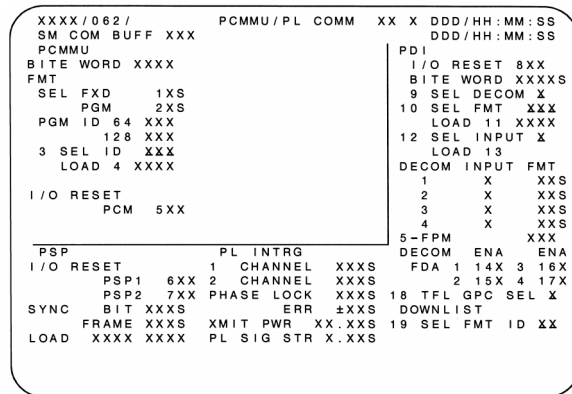 XXXX/062/ PCMMU/PL COMM XX X DDD/HH:MM:SS
SM COM BUFF XXX DDD/HH:MM:SS
PCMMU PDI
BITE WORD XXXX I/O RESET 8XX
FMT BITE WORD XXXXS
SEL FXD 1XS 9 SEL DECOM X
PGM 2XS 10 SEL FMT XXX
PGM ID 64 XXX LOAD 11 XXXX
128 XXX 12 SEL INPUT X
3 SEL ID XXX LOAD 13
LOAD 4 XXXX DECOM INPUT FMT
1 X XXS
I/O RESET 2 X XXS
PCM 5XX 3 X XXS
4 X XXS
5-FPM XXX
PSP PL INTRG DECOM ENA ENA
I/O RESET 1 CHANNEL XXXS FDA 1 14X 3 16X
PSP1 6XX 2 CHANNEL XXXS 2 15X 4 17X
PSP2 7XX PHASE LOCK XXXS 18 TFL GPC SEL X
SYNC BIT XXXS ERR ±XXS DOWNLIST
FRAME XXXS XMIT PWR XX.XXS 19 SEL FMT ID XX
LOAD XXXX XXXX PL SIG STR X.XXS